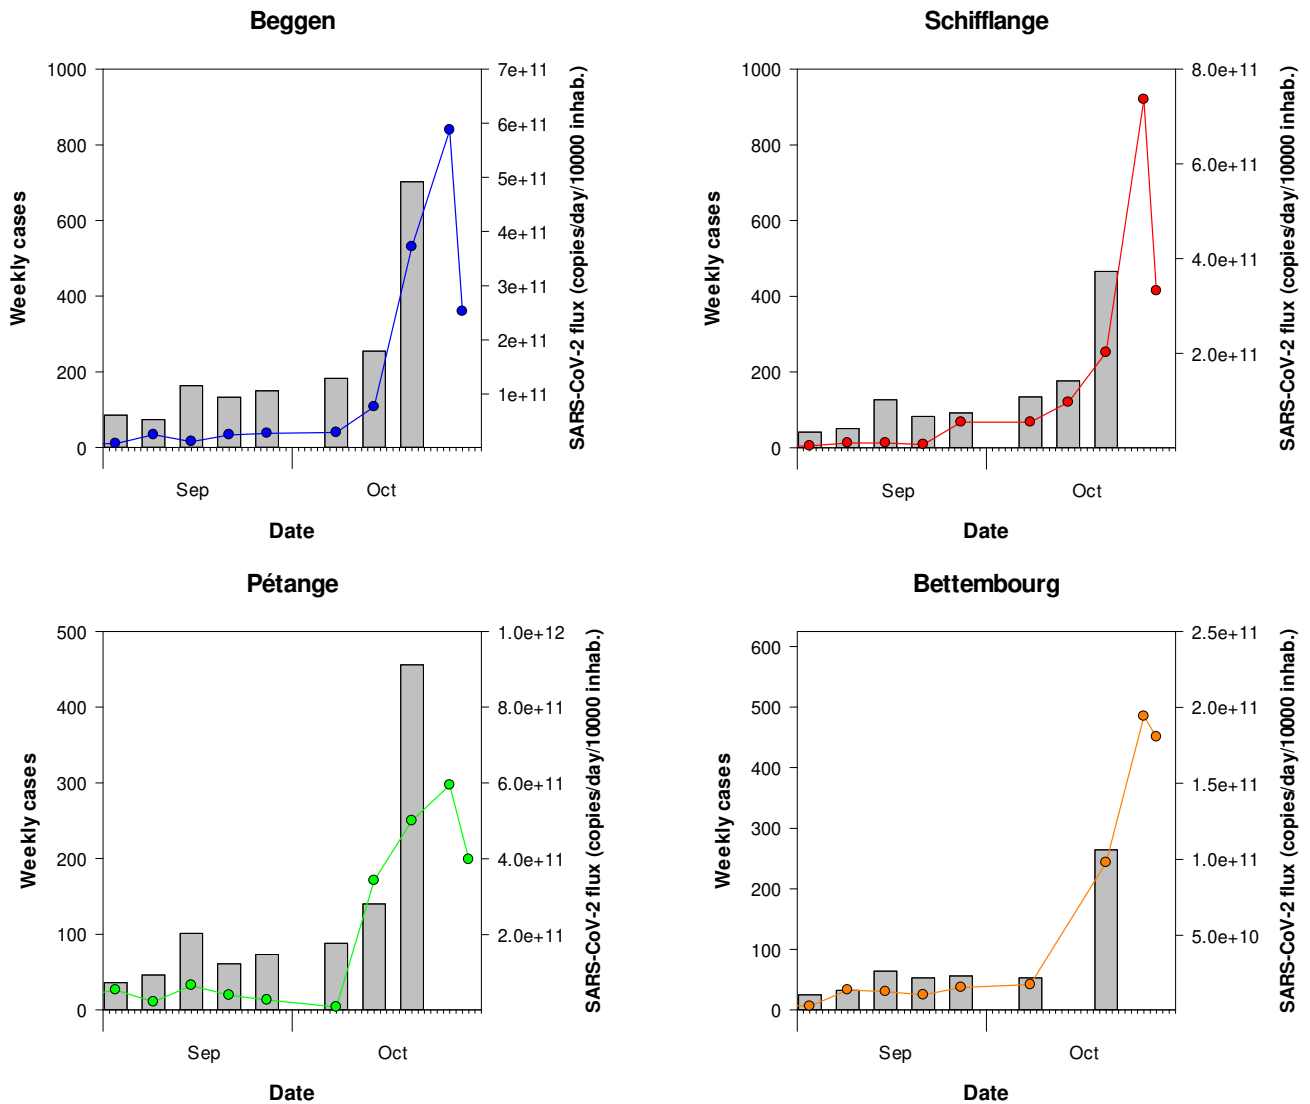 Beggen
1000
800
600
400
200
0
7e+11
6e+11
5e+11
4e+11
3e+11
2e+11
1e+11
Weekly cases
SARS-CoV-2 flux (copies/day/10000 inhab.)
Sep
Oct
Date
Schifflange
1000
800
600
400
200
0
8.0e+11
6.0e+11
4.0e+11
2.0e+11
Weekly cases
SARS-CoV-2 flux (copies/day/10000 inhab.)
Sep
Oct
Date
Pétange
500
400
300
200
100
0
1.0e+12
8.0e+11
6.0e+11
4.0e+11
2.0e+11
Weekly cases
SARS-CoV-2 flux (copies/day/10000 inhab.)
Sep
Oct
Date
Bettembourg
600
500
400
300
200
100
0
2.5e+11
2.0e+11
1.5e+11
1.0e+11
5.0e+10
Weekly cases
SARS-CoV-2 flux (copies/day/10000 inhab.)
Sep
Oct
Date